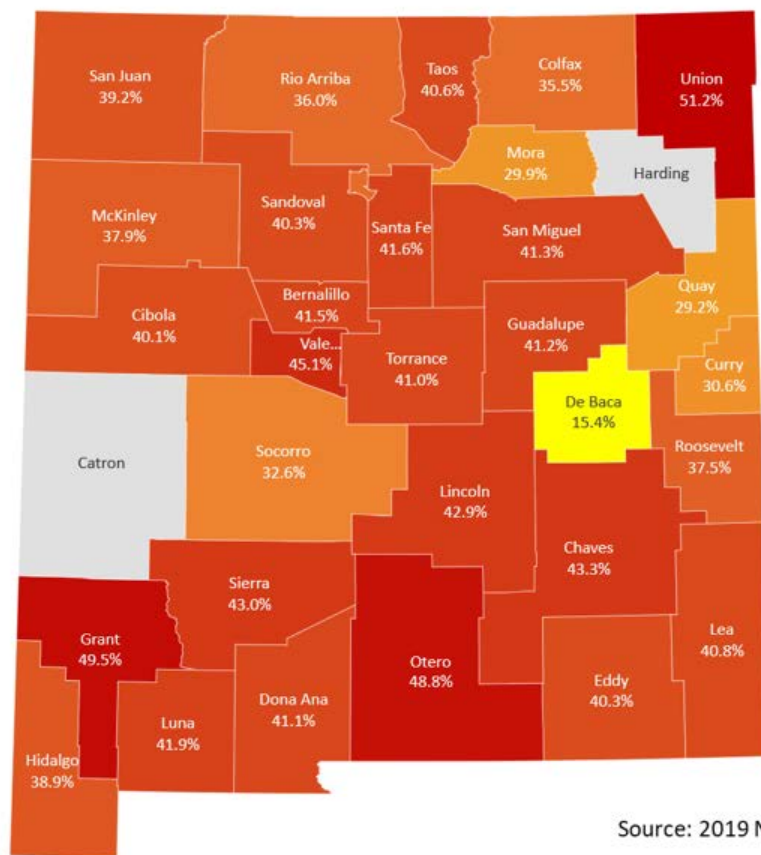 San Juan
39.2%
Rio Arriba
36.0%
Taos
40.6%
Colfax
35.5%
Union
51.2%
Mora
29.9%
Harding
McKinley
37.9%
Sandoval
40.3%
Santa Fe
41.6%
San Miguel
41.3%
Quay
29.2%
Bernalillo
41.5%
Cibola
40.1%
Vale...
45.1%
Torrance
41.0%
Guadalupe
41.2%
Curry
30.6%
De Baca
15.4%
Catron
Socorro
32.6%
Roosevelt
37.5%
Lincoln
42.9%
Chaves
43.3%
Sierra
43.0%
Grant
49.5%
Otero
48.8%
Lea
40.8%
Eddy
40.3%
Dona Ana
41.1%
Luna
41.9%
Hidalgo
38.9%
Source: 2019 N